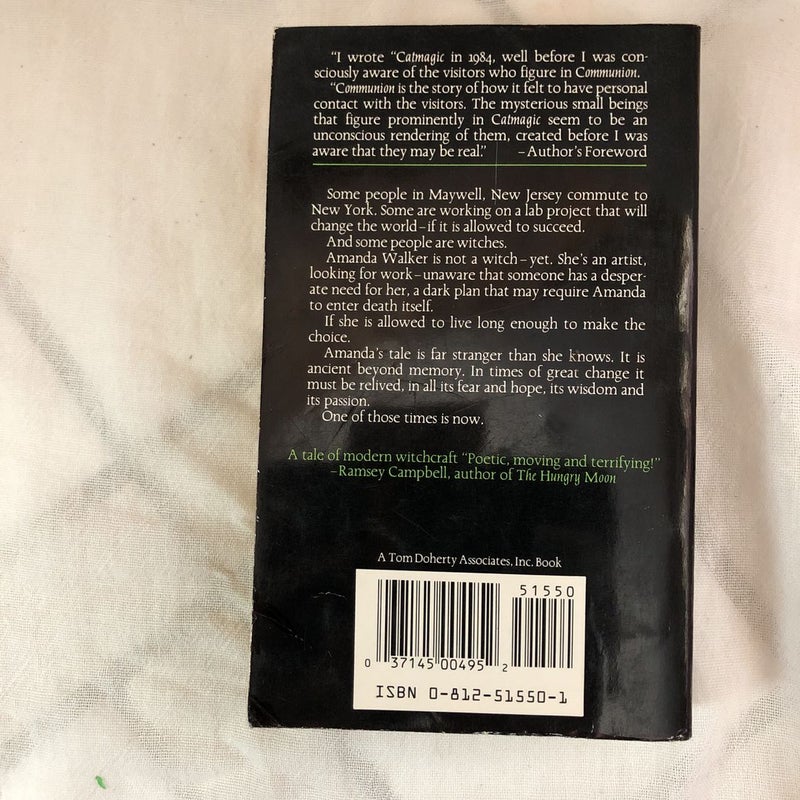 "I wrote "Catmagic in 1984, well before I was con-
sciously aware of the visitors who figure in Communion.
"Communion is the story of how it felt to have personal
contact with the visitors. The mysterious small beings
that figure prominently in Catmagic seem to be an
unconscious rendering of them, created before I was
aware that they may be real." –Author's Foreword
Some people in Maywell, New Jersey commute to
New York. Some are working on a lab project that will
change the world–if it is allowed to succeed.
And some people are witches.
Amanda Walker is not a witch–yet. She's an artist,
looking for work–unaware that someone has a desper-
ate need for her, a dark plan that may require Amanda
to enter death itself.
If she is allowed to live long enough to make the
choice.
Amanda's tale is far stranger than she knows. It is
ancient beyond memory. In times of great change it
must be relived, in all its fear and hope, its wisdom and
its passion.
One of those times is now.
A tale of modern witchcraft "Poetic, moving and terrifying!"
–Ramsey Campbell, author of The Hungry Moon
A Tom Doherty Associates, Inc. Book
51550
0 37145 00495 2
ISBN 0-812-51550-1